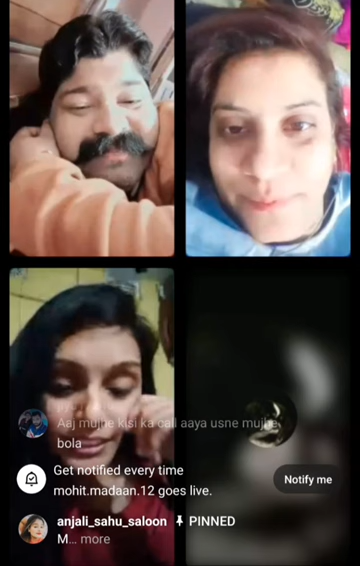 Aaj mujhe kisi ka call aaya usne mujhe
bola
Get notified every time
mohit.madaan.12 goes live.
Notify me
anjali_sahu_saloon PINNED
M... more